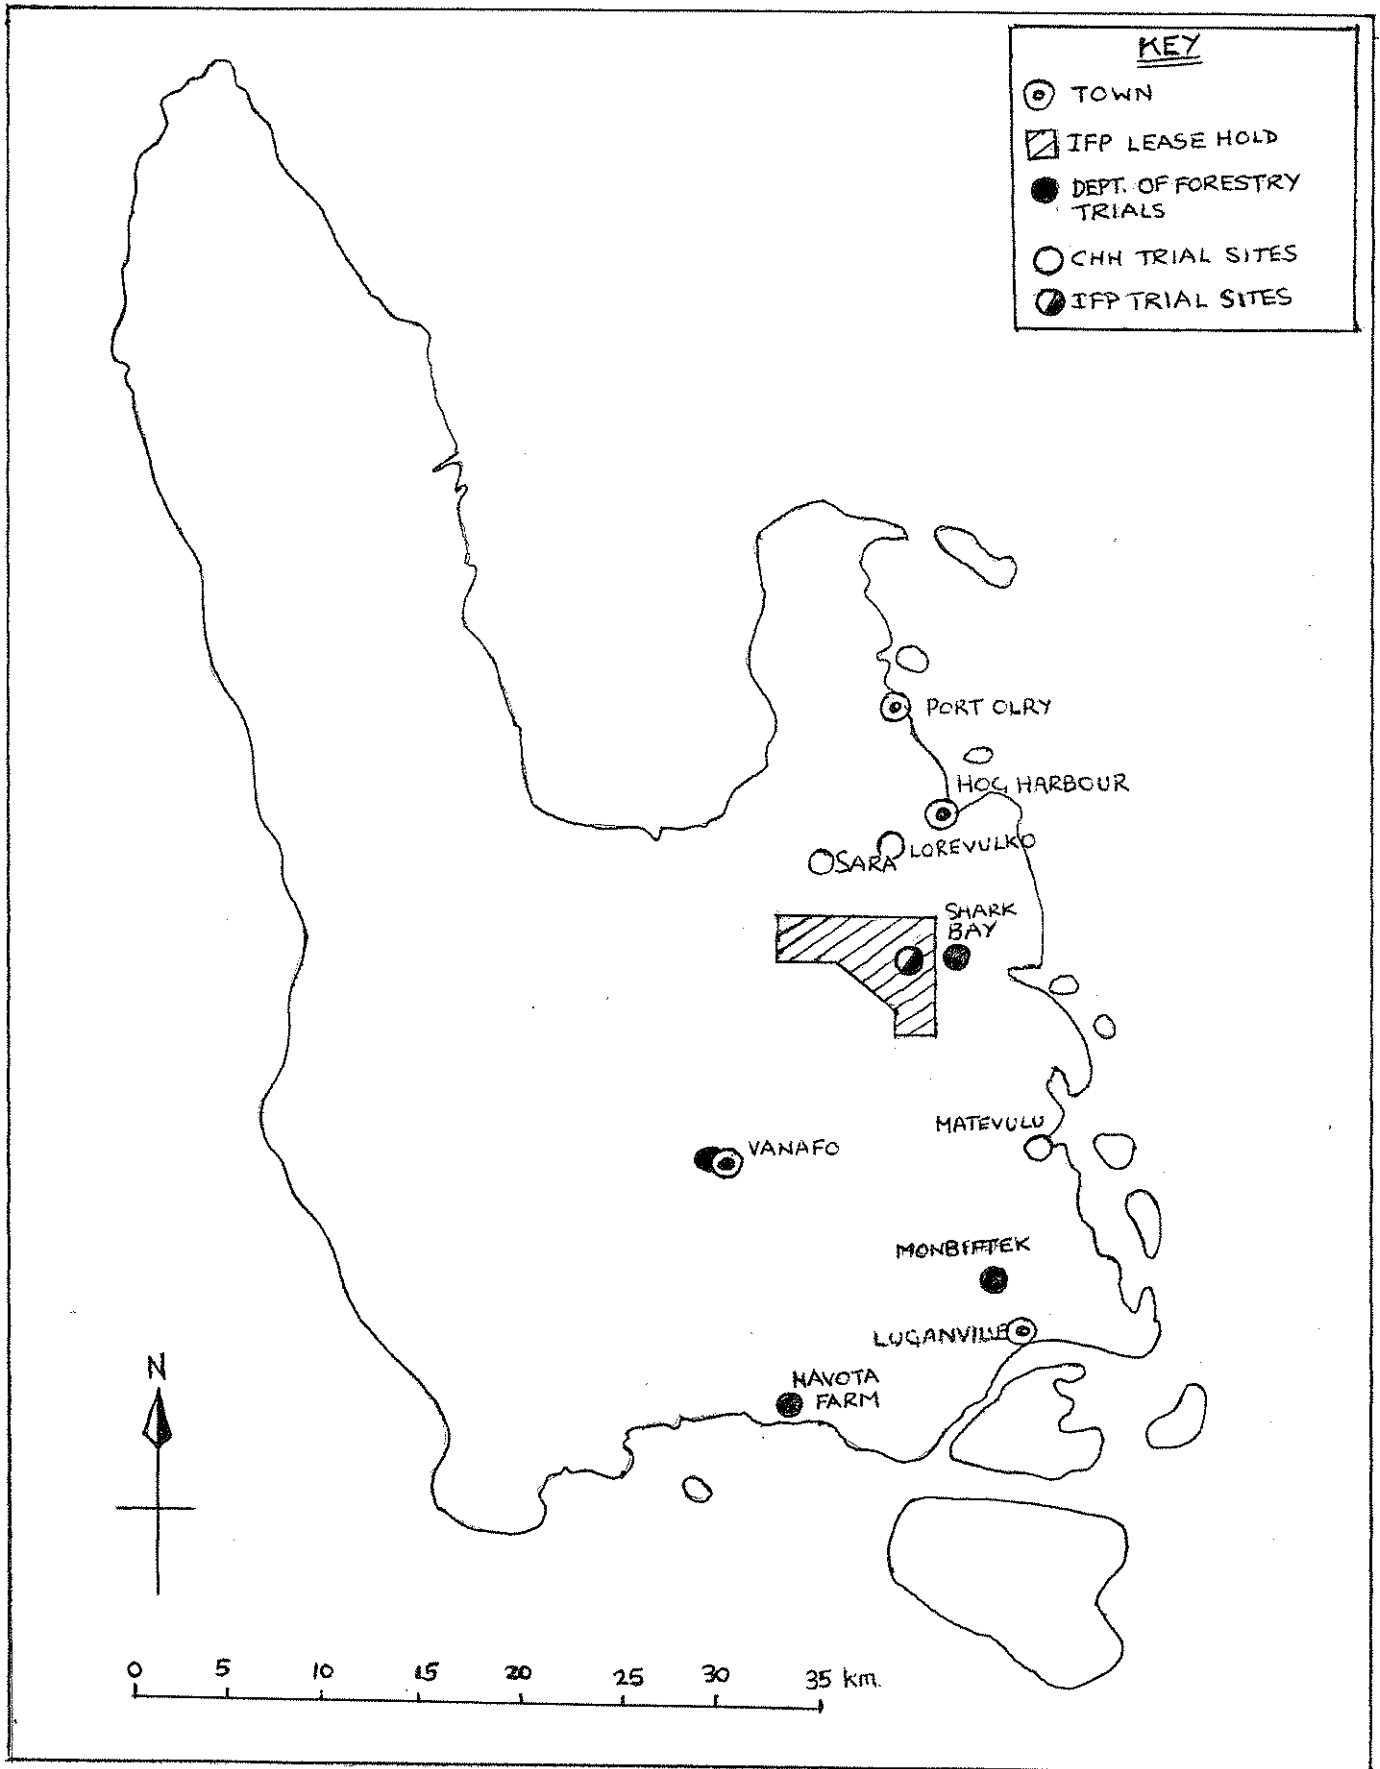 KEY
TOWN
IFP LEASE HOLD
DEPT. OF FORESTRY
TRIALS
CHH TRIAL SITES
IFP TRIAL SITES
PORT OLRY
HOG HARBOUR
LOREVULKO
SARA
SHARK
BAY
MATEVULU
VANAFO
MONBIFTEK
LUGANVILLE
NAVOTA
FARM
N
0 5 10 15 20 25 30 35 km.